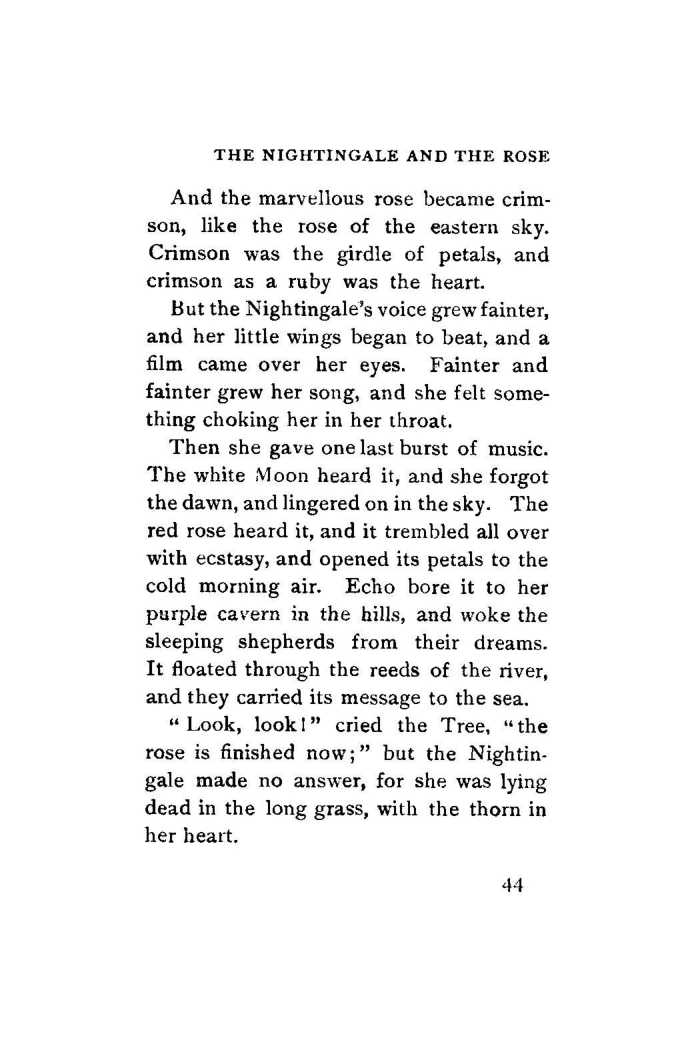 THE NIGHTINGALE AND THE ROSE
And the marvellous rose became crim-
son, like the rose of the eastern sky.
Crimson was the girdle of petals, and
crimson as a ruby was the heart.
But the Nightingale's voice grew fainter,
and her little wings began to beat, and a
film came over her eyes. Fainter and
fainter grew her song, and she felt some-
thing choking her in her throat.
Then she gave one last burst of music.
The white Moon heard it, and she forgot
the dawn, and lingered on in the sky. The
red rose heard it, and it trembled all over
with ecstasy, and opened its petals to the
cold morning air. Echo bore it to her
purple cavern in the hills, and woke the
sleeping shepherds from their dreams.
It floated through the reeds of the river,
and they carried its message to the sea.
"Look, look!" cried the Tree, "the
rose is finished now;" but the Nightin-
gale made no answer, for she was lying
dead in the long grass, with the thorn in
her heart.
44